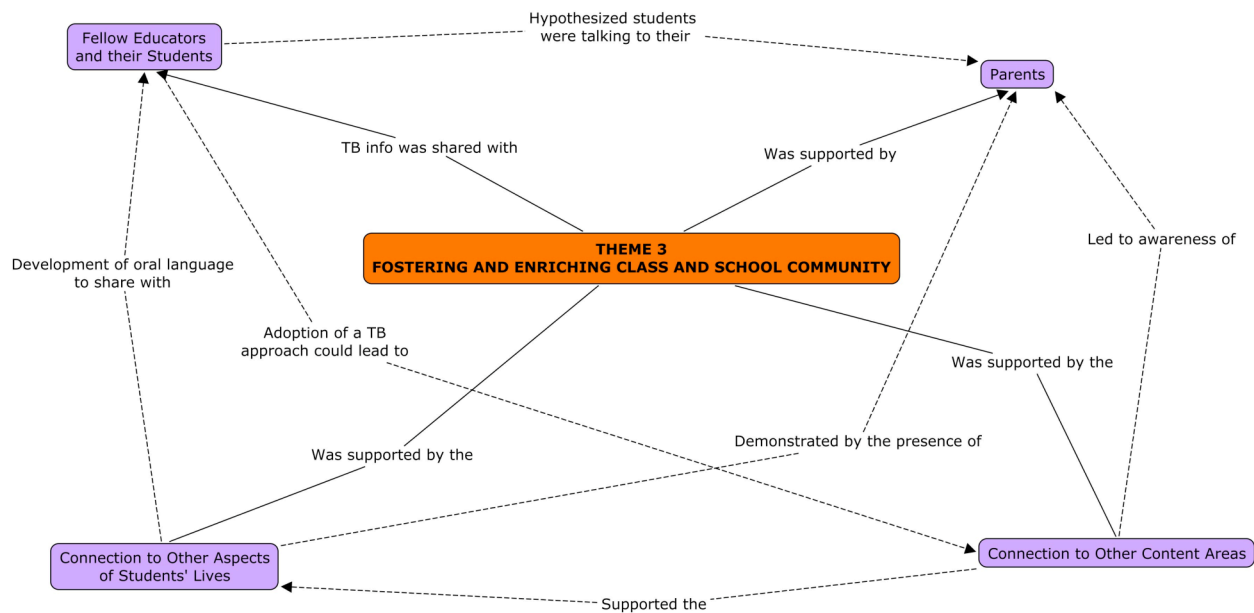 Hypothesized students
were talking to their
Fellow Educators
and their Students
Parents
TB info was shared with
Was supported by
THEME 3
FOSTERING AND ENRICHING CLASS AND SCHOOL COMMUNITY
Led to awareness of
Development of oral language
to share with
Adoption of a TB
approach could lead to
Was supported by the
Demonstrated by the presence of
Was supported by the
Connection to Other Aspects
of Students' Lives
Connection to Other Content Areas
Supported the